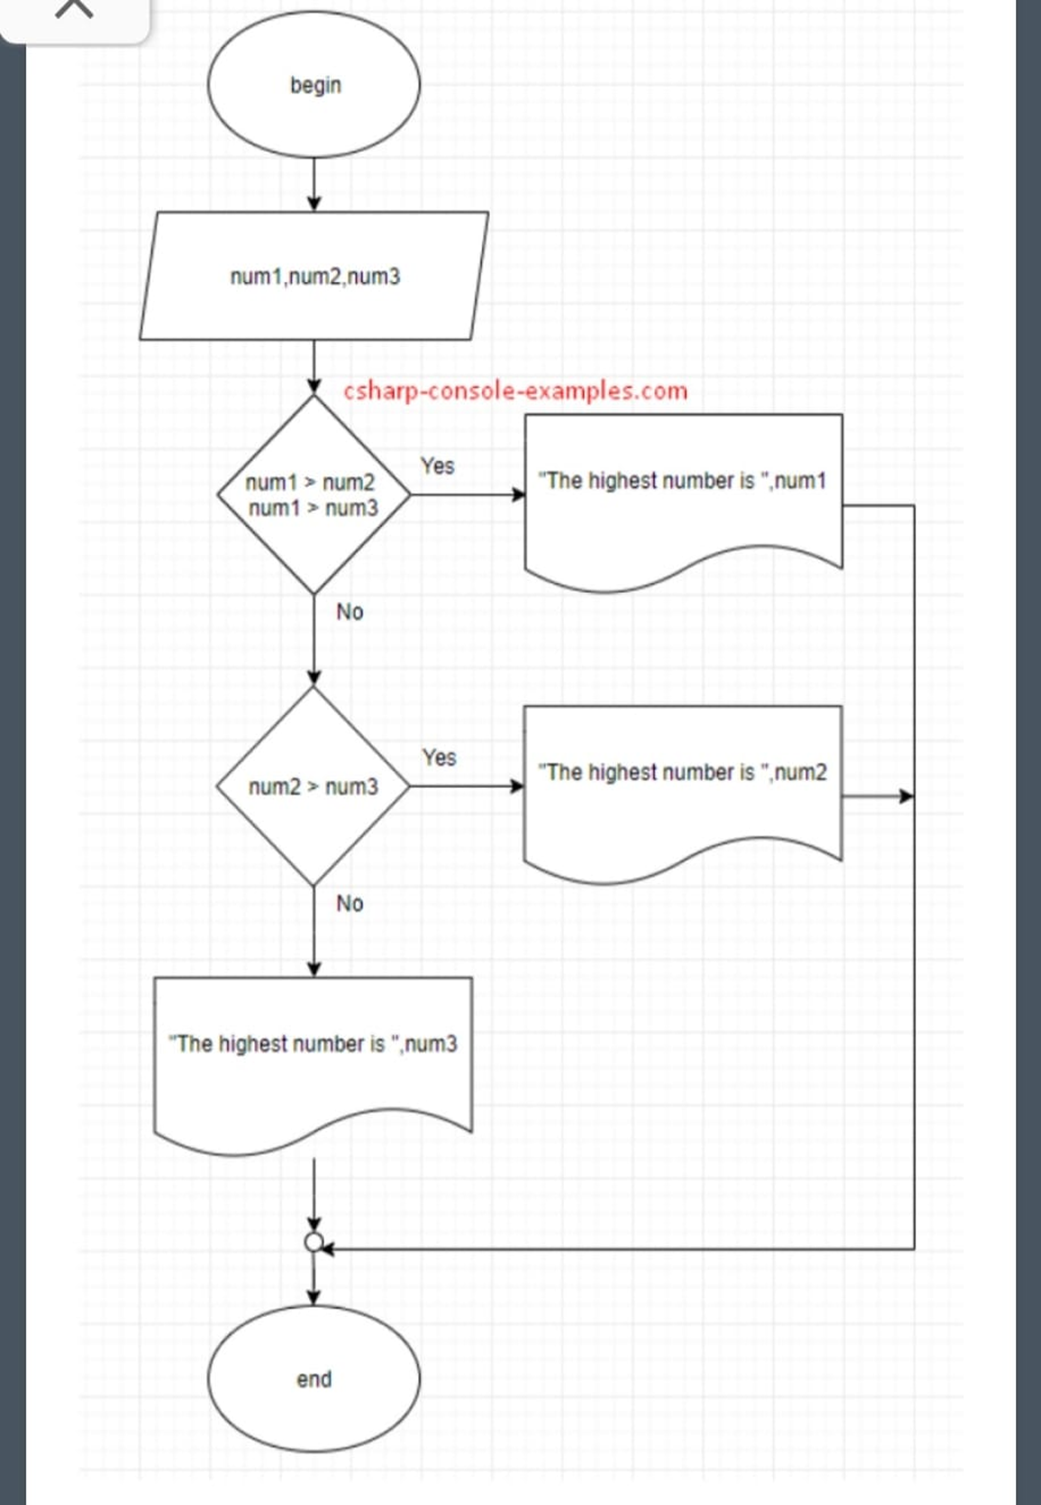 begin
num1,num2,num3
csharp-console-examples.com
num1 > num2
num1 > num3
Yes
"The highest number is ",num1
No
num2 > num3
Yes
"The highest number is ",num2
No
"The highest number is ",num3
end